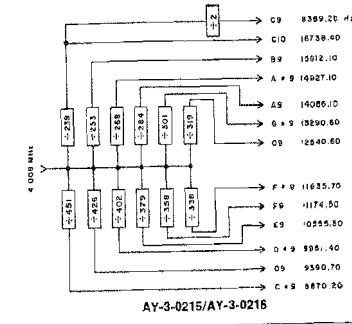 ÷ 2
C9 8369.20 Hz
C10 16738.40
B9 15812.10
A # 9 14927.10
A9 14086.10
G # 9 13290.60
G9 12540.60
÷239 ÷253 ÷268 ÷284 ÷301 ÷319
4.008 MHz
÷451 ÷426 ÷402 ÷379 ÷358 ÷338
F # 9 11835.70
F9 11174.50
E9 10555.50
D # 9 9951.40
D9 9390.70
C # 9 8870.20
AY-3-0215/AY-3-0216